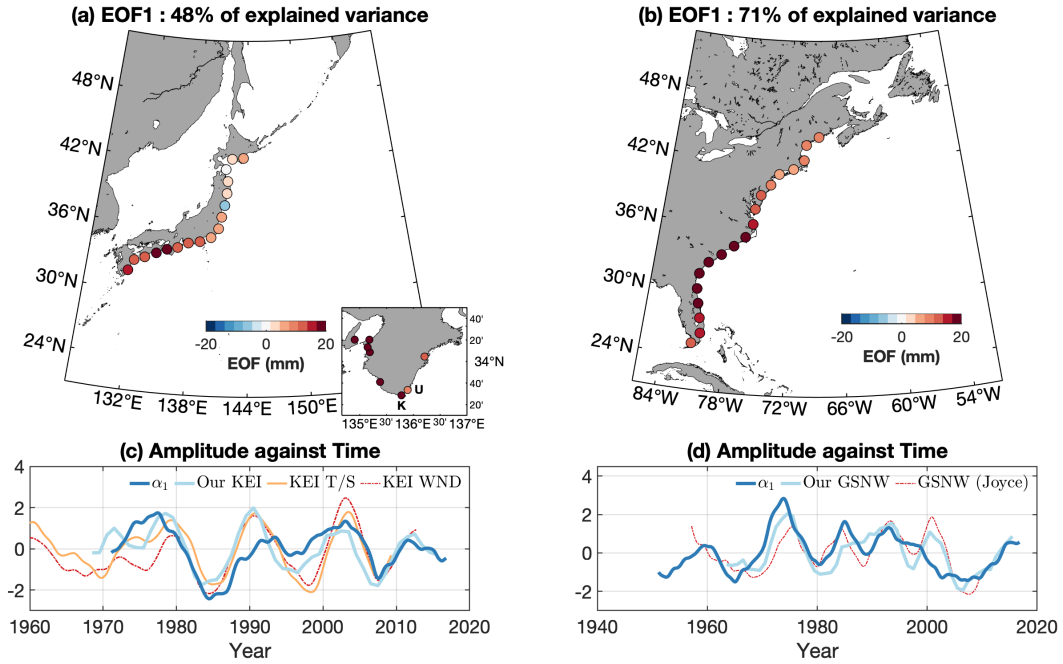 (a) EOF1 : 48% of explained variance
48°N
42°N
36°N
30°N
24°N
132°E
138°E
144°E
150°E
-20
0
20
EOF (mm)
40'
20'
34°N
40'
20'
U
K
135°E
30'
136°E
30'
137°E
(b) EOF1 : 71% of explained variance
48°N
42°N
36°N
30°N
24°N
84°W
78°W
72°W
66°W
60°W
54°W
-20
0
20
EOF (mm)
(c) Amplitude against Time
α₁ Our KEI KEI T/S KEI WND
4
2
0
-2
1960 1970 1980 1990 2000 2010 2020
Year
(d) Amplitude against Time
α₁ Our GSNW GSNW (Joyce)
4
2
0
-2
1940 1960 1980 2000 2020
Year